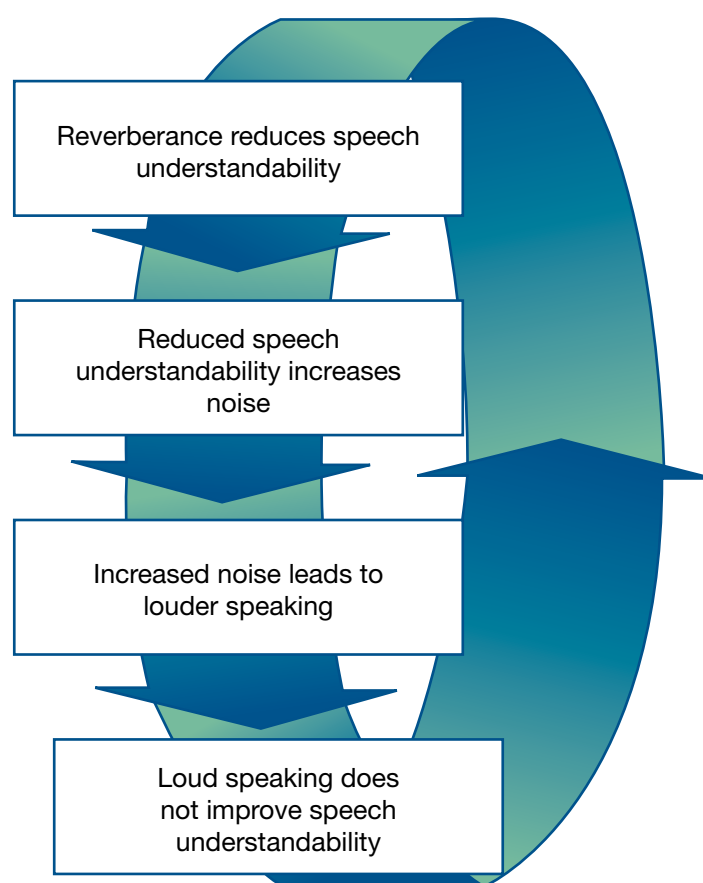 Reverberance reduces speech
understandability
Reduced speech
understandability increases
noise
Increased noise leads to
louder speaking
Loud speaking does
not improve speech
understandability